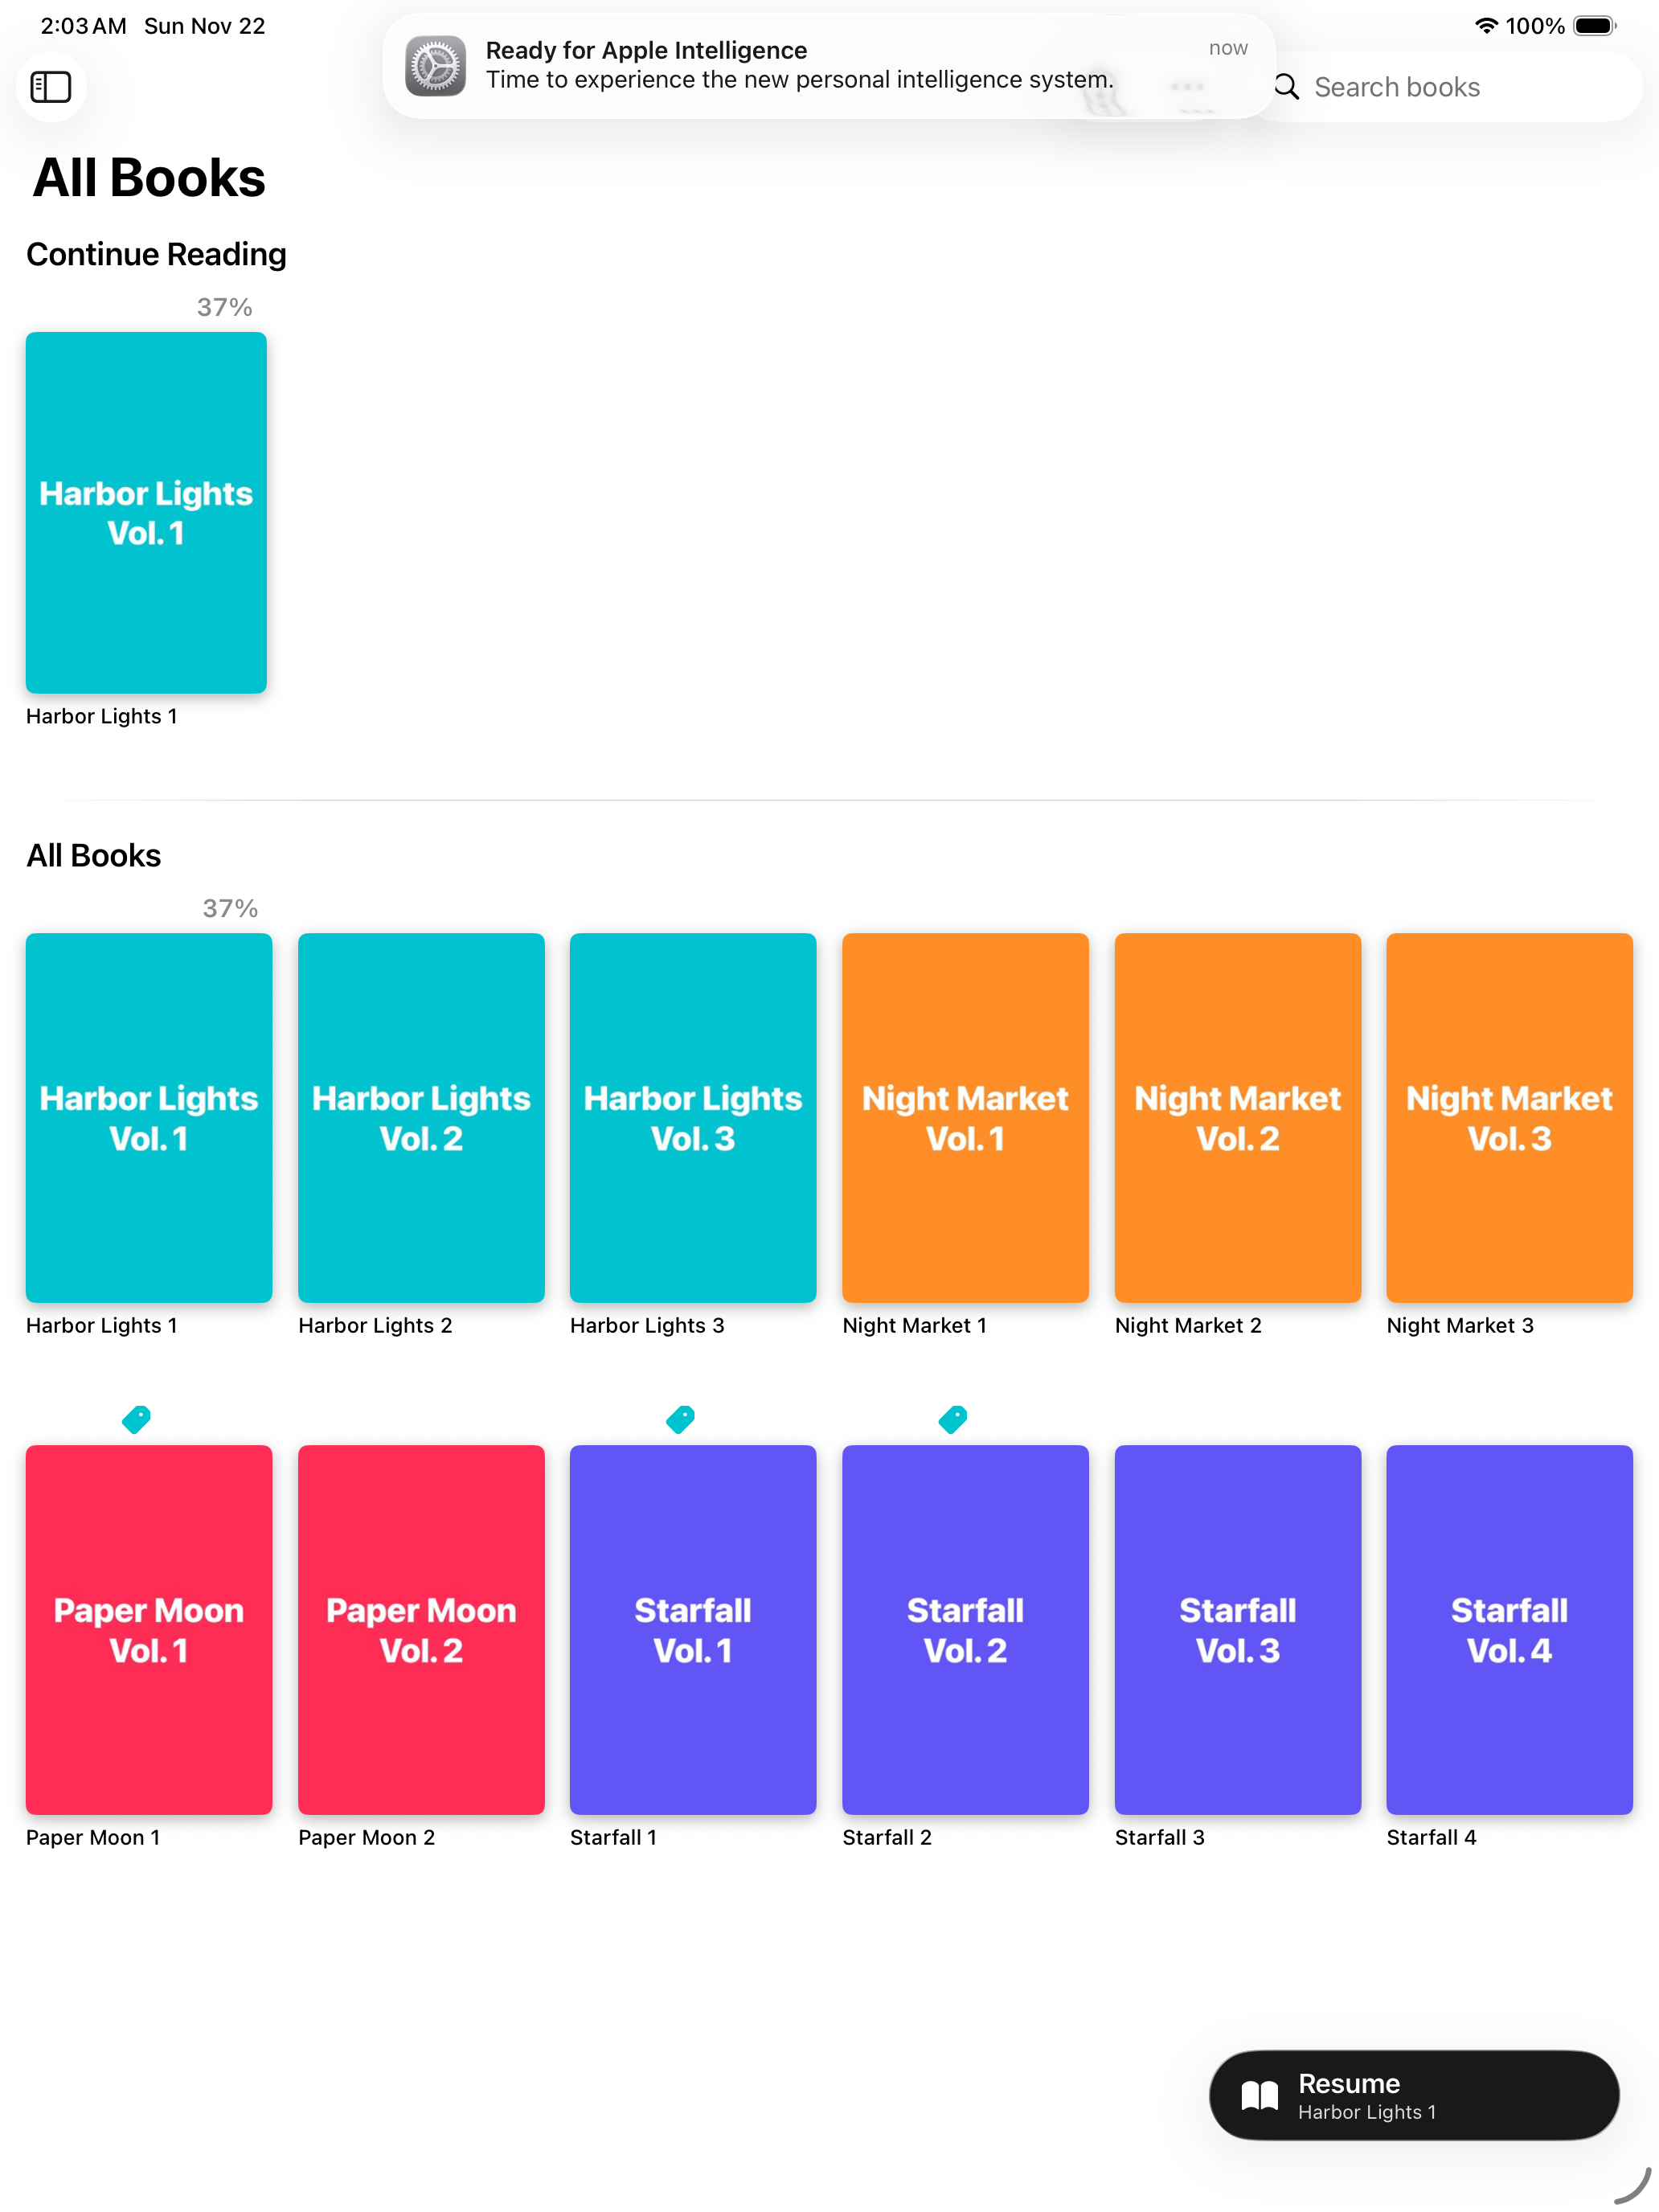 2:03 AM Sun Nov 22
100%
Ready for Apple Intelligence
now
Time to experience the new personal intelligence system.
Search books
All Books
Continue Reading
37%
Harbor Lights
Vol. 1
Harbor Lights 1
All Books
37%
Harbor Lights
Vol. 1
Harbor Lights
Vol. 2
Harbor Lights
Vol. 3
Night Market
Vol. 1
Night Market
Vol. 2
Night Market
Vol. 3
Harbor Lights 1
Harbor Lights 2
Harbor Lights 3
Night Market 1
Night Market 2
Night Market 3
Paper Moon
Vol. 1
Paper Moon
Vol. 2
Starfall
Vol. 1
Starfall
Vol. 2
Starfall
Vol. 3
Starfall
Vol. 4
Paper Moon 1
Paper Moon 2
Starfall 1
Starfall 2
Starfall 3
Starfall 4
Resume
Harbor Lights 1